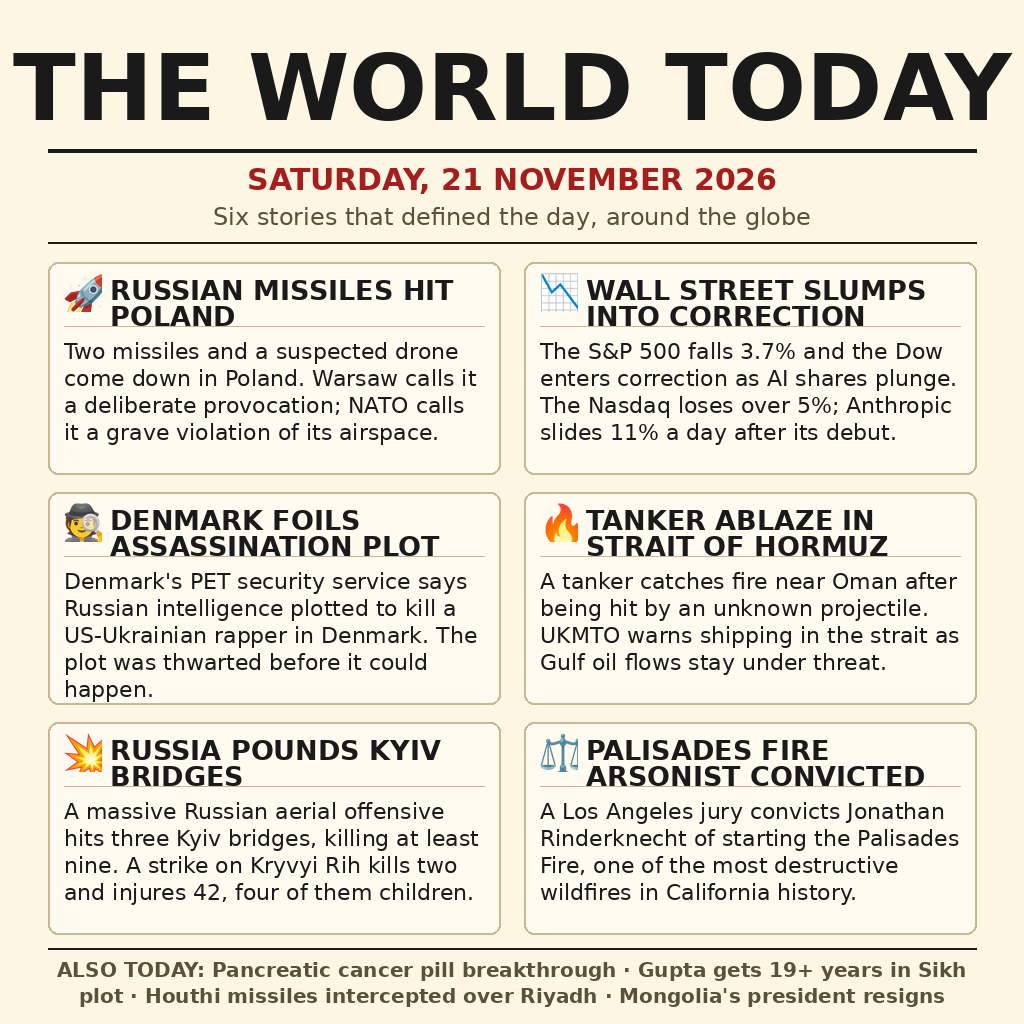 THE WORLD TODAY
SATURDAY, 21 NOVEMBER 2026
Six stories that defined the day, around the globe
RUSSIAN MISSILES HIT
POLAND
Two missiles and a suspected drone
come down in Poland. Warsaw calls it
a deliberate provocation; NATO calls
it a grave violation of its airspace.
WALL STREET SLUMPS
INTO CORRECTION
The S&P 500 falls 3.7% and the Dow
enters correction as AI shares plunge.
The Nasdaq loses over 5%; Anthropic
slides 11% a day after its debut.
DENMARK FOILS
ASSASSINATION PLOT
Denmark's PET security service says
Russian intelligence plotted to kill a
US-Ukrainian rapper in Denmark. The
plot was thwarted before it could
happen.
TANKER ABLAZE IN
STRAIT OF HORMUZ
A tanker catches fire near Oman after
being hit by an unknown projectile.
UKMTO warns shipping in the strait as
Gulf oil flows stay under threat.
RUSSIA POUNDS KYIV
BRIDGES
A massive Russian aerial offensive
hits three Kyiv bridges, killing at least
nine. A strike on Kryvyi Rih kills two
and injures 42, four of them children.
PALISADES FIRE
ARSONIST CONVICTED
A Los Angeles jury convicts Jonathan
Rinderknecht of starting the Palisades
Fire, one of the most destructive
wildfires in California history.
ALSO TODAY: Pancreatic cancer pill breakthrough · Gupta gets 19+ years in Sikh
plot · Houthi missiles intercepted over Riyadh · Mongolia's president resigns